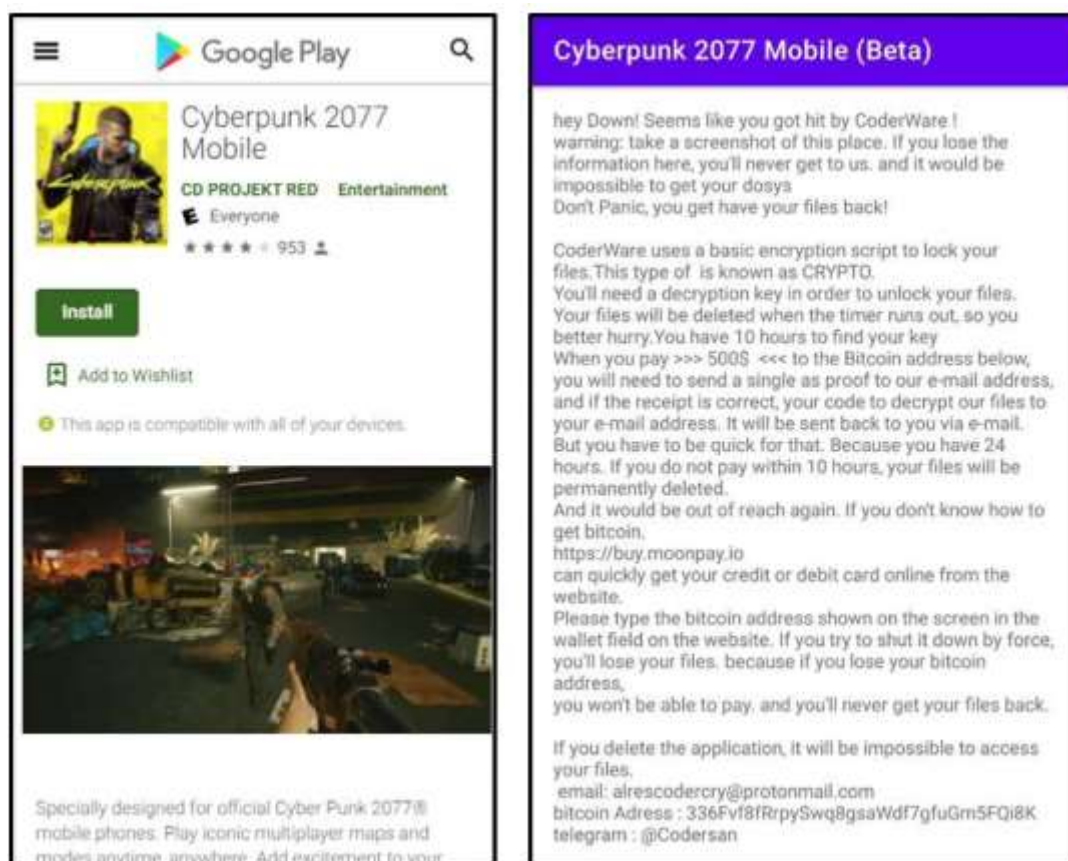 Google Play
Cyberpunk 2077
Mobile
CD PROJEKT RED Entertainment
E Everyone
953
Install
Add to Wishlist
This app is compatible with all of your devices.
Specially designed for official Cyber Punk 2077®
mobile phones. Play iconic multiplayer maps and
modes anytime, anywhere. Add excitement to your
Cyberpunk 2077 Mobile (Beta)
hey Down! Seems like you got hit by CoderWare !
warning: take a screenshot of this place. If you lose the
information here, you'll never get to us. and it would be
impossible to get your dosys
Don't Panic, you get have your files back!
CoderWare uses a basic encryption script to lock your
files.This type of is known as CRYPTO.
You'll need a decryption key in order to unlock your files.
Your files will be deleted when the timer runs out, so you
better hurry.You have 10 hours to find your key
When you pay >>> 500$ <<< to the Bitcoin address below,
you will need to send a single as proof to our e-mail address,
and if the receipt is correct, your code to decrypt our files to
your e-mail address. It will be sent back to you via e-mail.
But you have to be quick for that. Because you have 24
hours. If you do not pay within 10 hours, your files will be
permanently deleted.
And it would be out of reach again. If you don't know how to
get bitcoin,
https://buy.moonpay.io
can quickly get your credit or debit card online from the
website.
Please type the bitcoin address shown on the screen in the
wallet field on the website. If you try to shut it down by force,
you'll lose your files. because if you lose your bitcoin
address,
you won't be able to pay. and you'll never get your files back.
If you delete the application, it will be impossible to access
your files.
email: alrescodercry@protonmail.com
bitcoin Adress : 336Fvf8fRrpySwq8gsaWdf7gfuGm5FQi8K
telegram : @Codersan